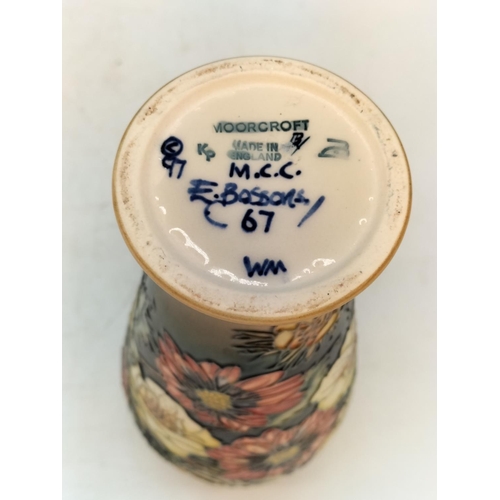 MOORCROFT
MADE IN
ENGLAND
© 97
M.C.C.
E. Bossons
67
WM